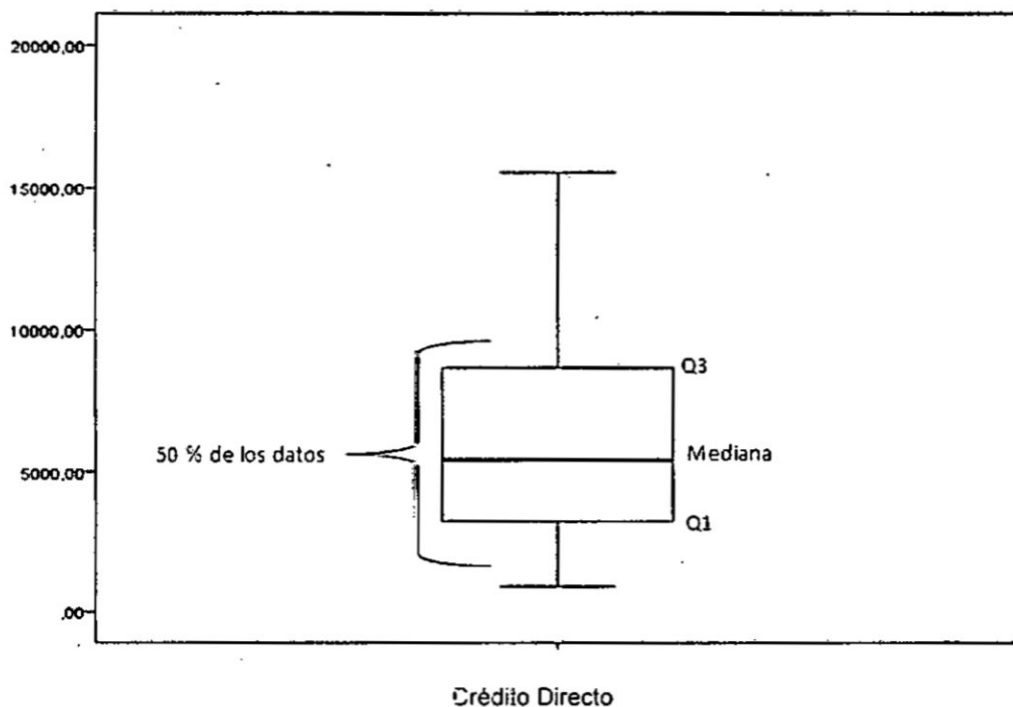 20000,00
15000,00
10000,00
5000,00
,00
Q3
50 % de los datos
Mediana
Q1
Crédito Directo